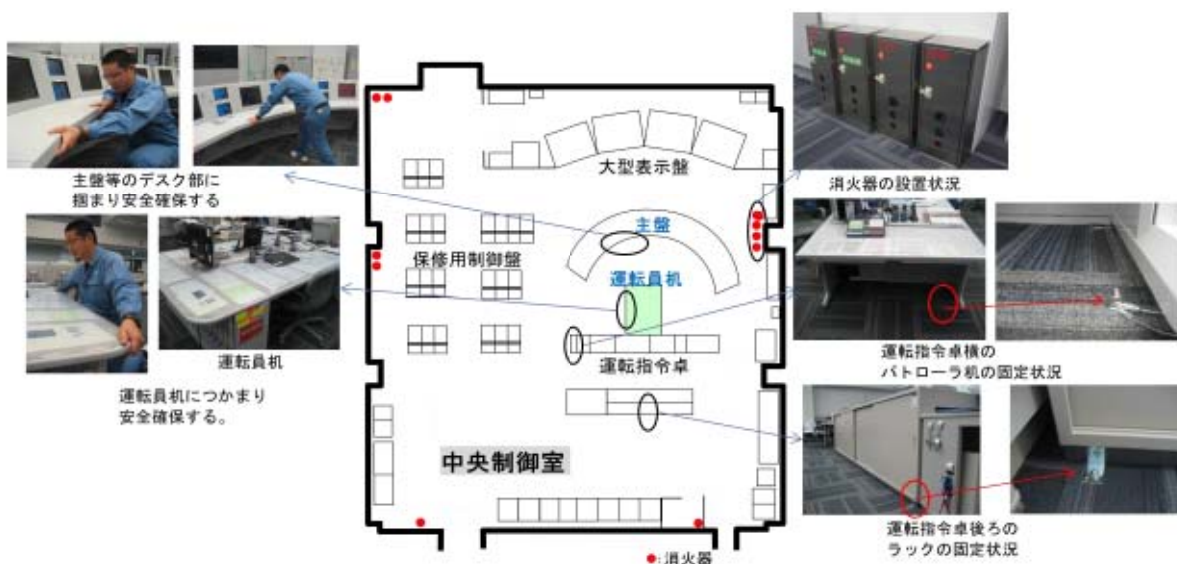 主盤等のデスク部に
掴まり安全確保する
運転員机
運転員机につかまり
安全確保する。
大型表示盤
主盤
保修用制御盤
運転員机
運転指令卓
中央制御室
●:消火器
消火器の設置状況
運転指令卓横の
パトローラ机の固定状況
運転指令卓後ろの
ラックの固定状況